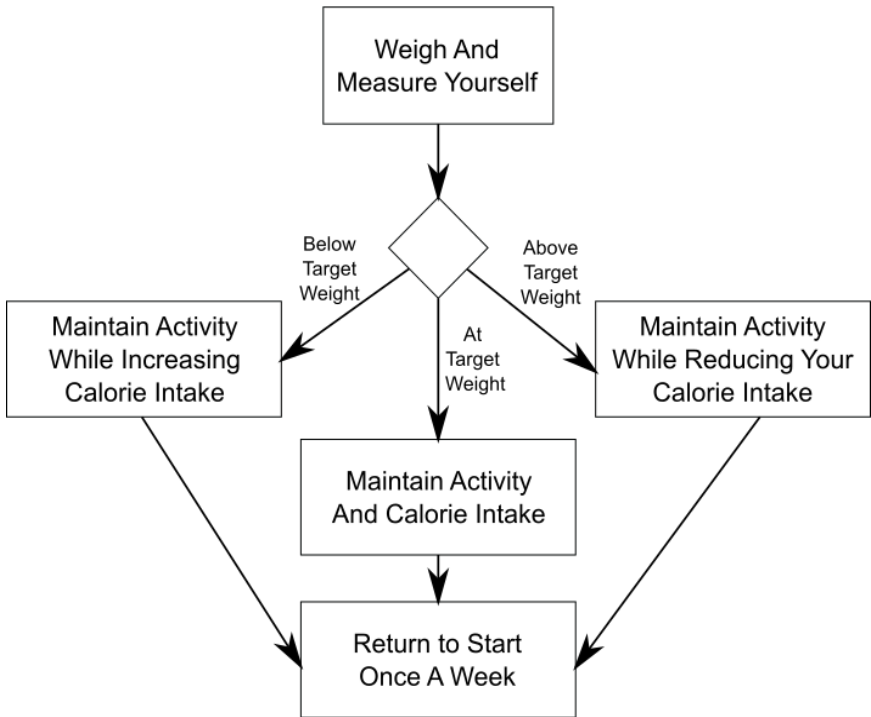 Weigh And
Measure Yourself
Below
Target
Weight
Above
Target
Weight
Maintain Activity
While Increasing
Calorie Intake
At
Target
Weight
Maintain Activity
While Reducing Your
Calorie Intake
Maintain Activity
And Calorie Intake
Return to Start
Once A Week